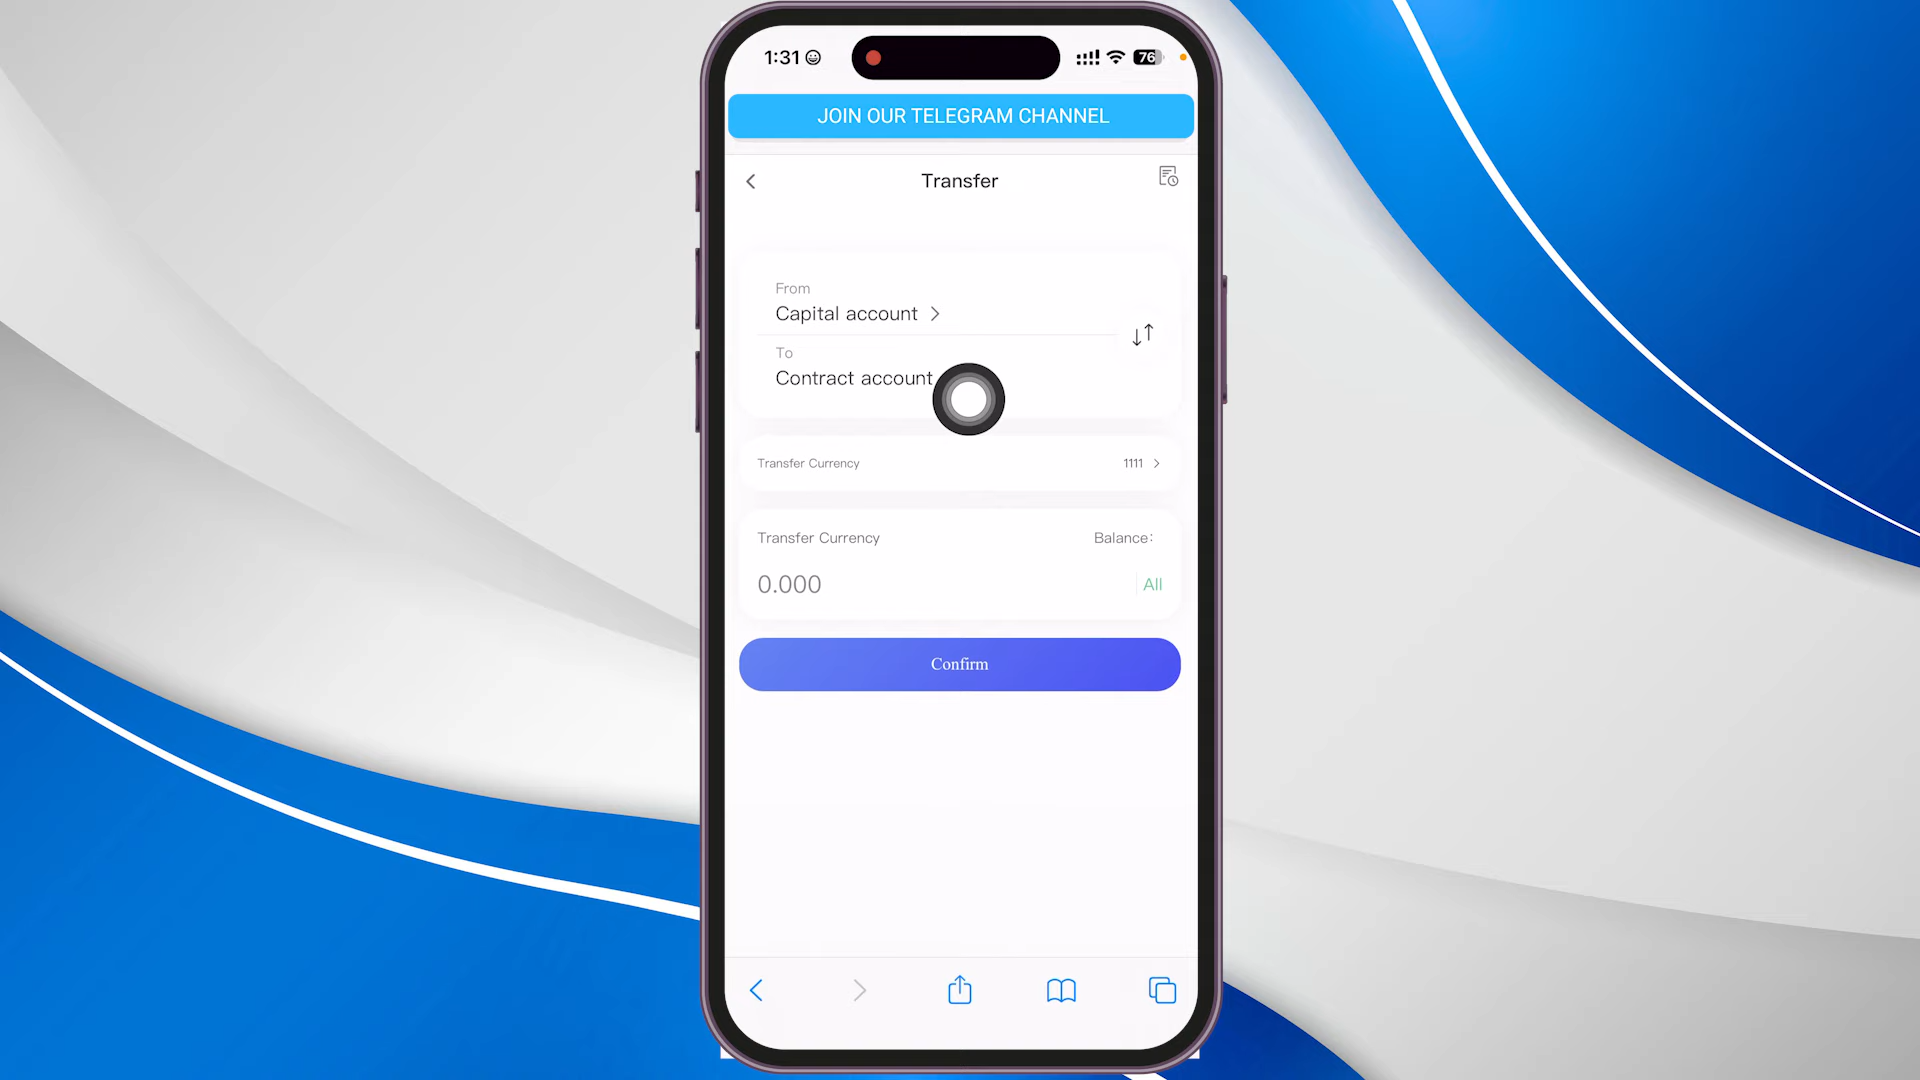 1:31
76
JOIN OUR TELEGRAM CHANNEL
Transfer
From
Capital account
To
Contract account
Transfer Currency 1111
Transfer Currency Balance:
0.000 All
Confirm